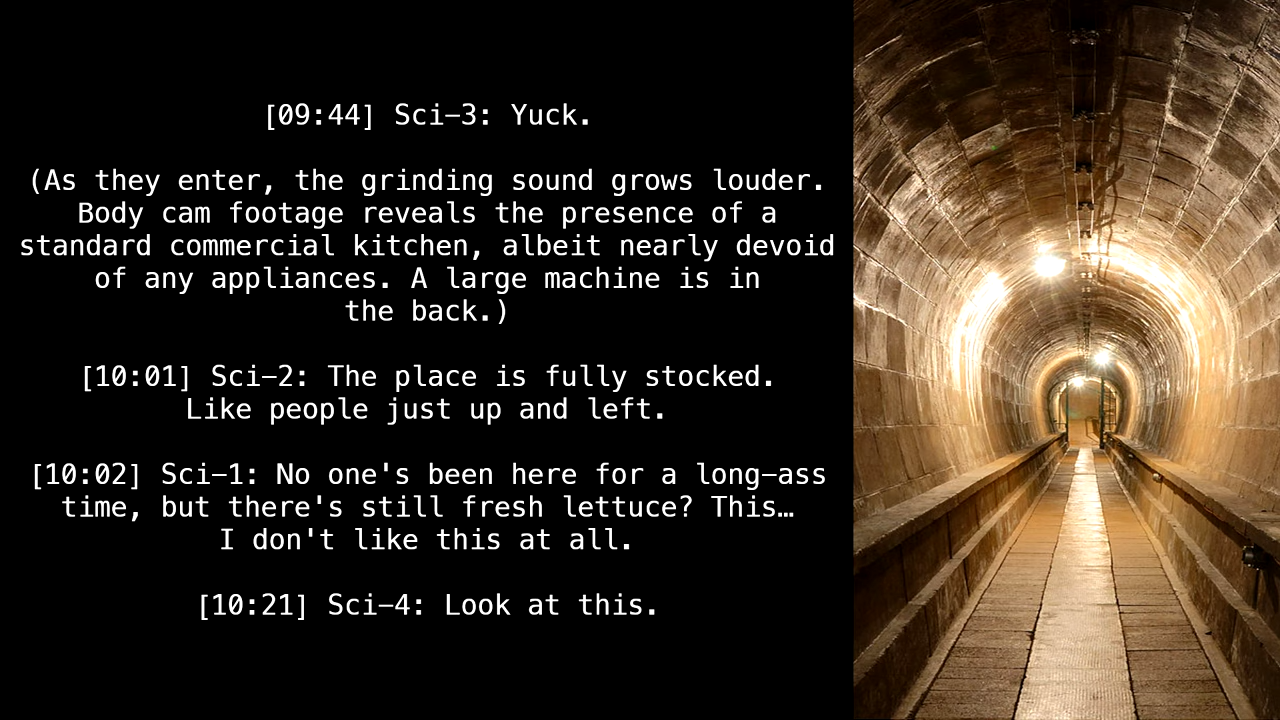 [09:44] Sci-3: Yuck.
(As they enter, the grinding sound grows louder.
Body cam footage reveals the presence of a
standard commercial kitchen, albeit nearly devoid
of any appliances. A large machine is in
the back.)
[10:01] Sci-2: The place is fully stocked.
Like people just up and left.
[10:02] Sci-1: No one's been here for a long-ass
time, but there's still fresh lettuce? This…
I don't like this at all.
[10:21] Sci-4: Look at this.